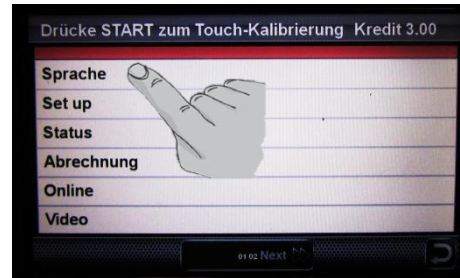 Drücke START zum Touch-Kalibrierung Kredit 3.00
Sprache
Set up
Status
Abrechnung
Online
Video
01 02 Next